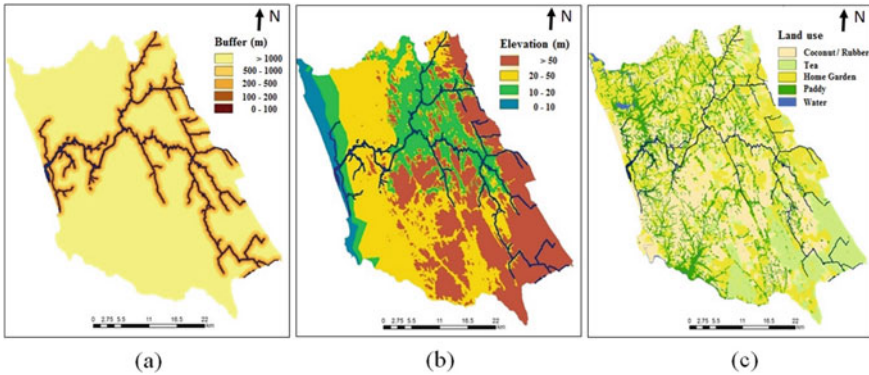 N
Buffer (m)
> 1000
500 - 1000
200 - 500
100 - 200
0 - 100
0 2.75 5.5 11 16.5 22
km
(a)
N
Elevation (m)
> 50
20 - 50
10 - 20
0 - 10
0 2.75 5.5 11 16.5 22
km
(b)
N
Land use
Coconut / Rubber
Tea
Home Garden
Paddy
Water
0 2.75 5.5 11 16.5 22
km
(c)